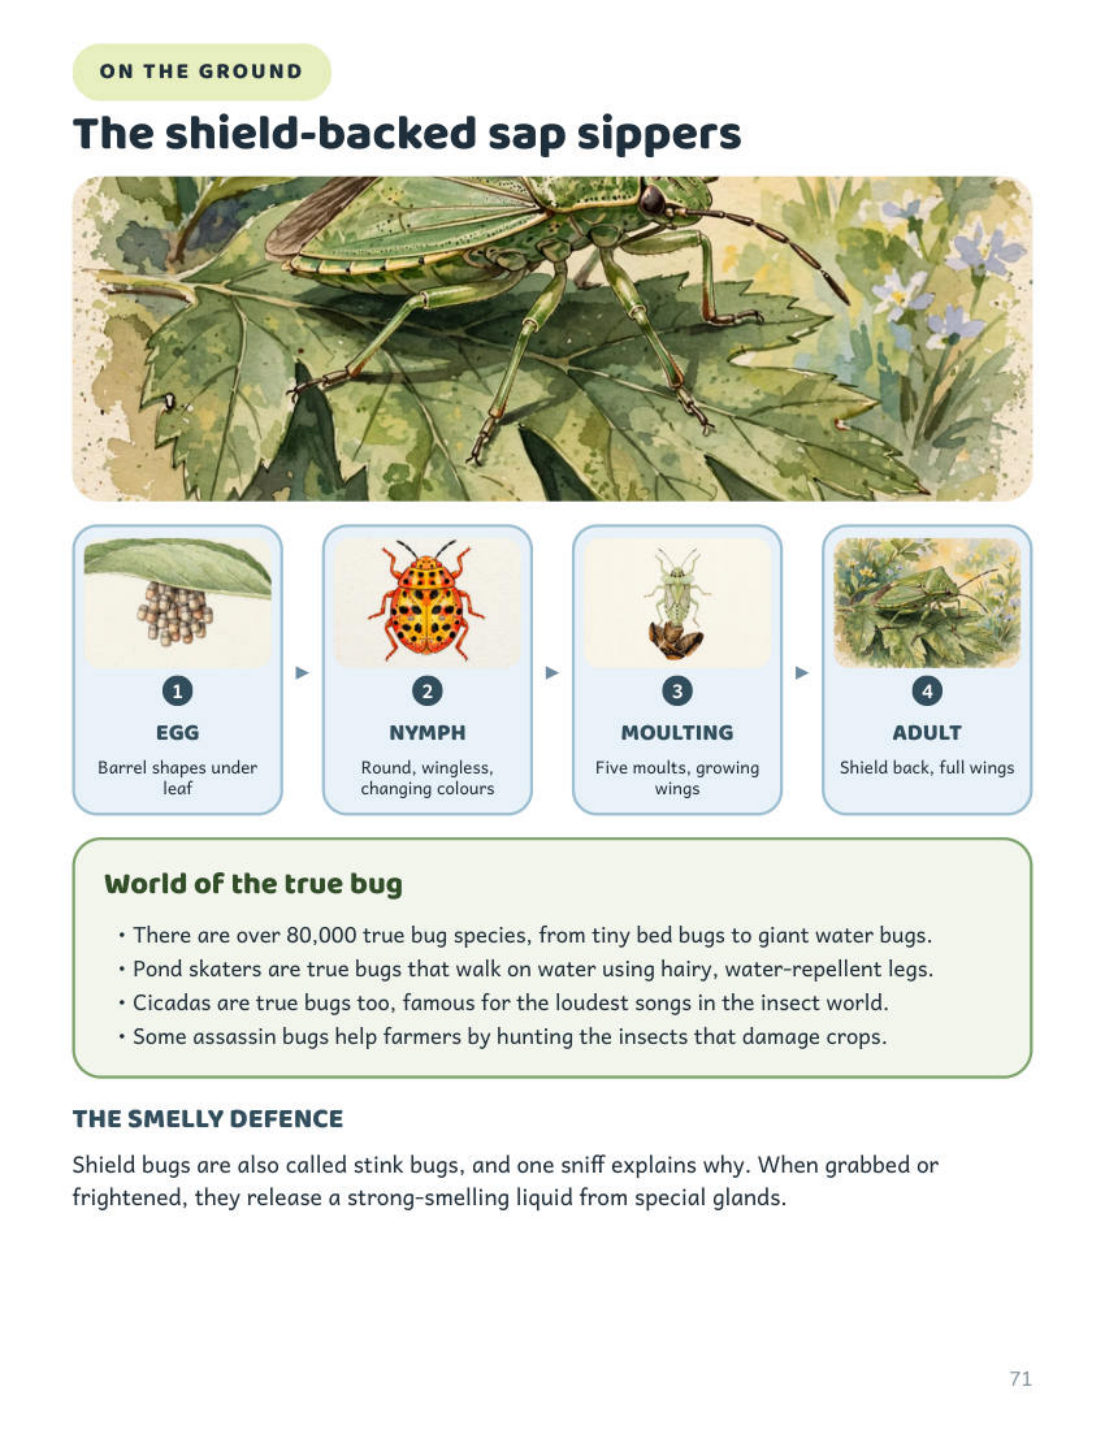 ON THE GROUND
The shield-backed sap sippers
1
EGG
Barrel shapes under
leaf
2
NYMPH
Round, wingless,
changing colours
3
MOULTING
Five moults, growing
wings
4
ADULT
Shield back, full wings
World of the true bug
• There are over 80,000 true bug species, from tiny bed bugs to giant water bugs.
• Pond skaters are true bugs that walk on water using hairy, water-repellent legs.
• Cicadas are true bugs too, famous for the loudest songs in the insect world.
• Some assassin bugs help farmers by hunting the insects that damage crops.
THE SMELLY DEFENCE
Shield bugs are also called stink bugs, and one sniff explains why. When grabbed or
frightened, they release a strong-smelling liquid from special glands.
71